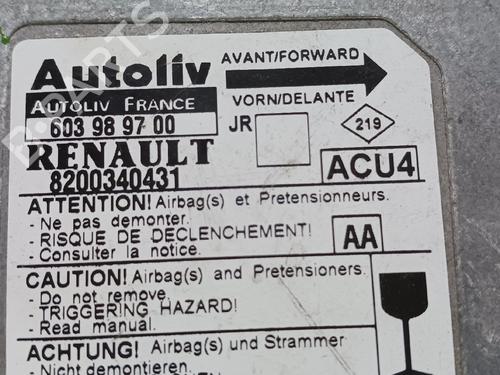 Autoliv
AVANT/FORWARD
AUTOLIV FRANCE
VORN/DELANTE
603 98 97 00
JR
219
RENAULT
ACU4
8200340431
ATTENTION! Airbag(s) et Pretensionneurs.
- Ne pas demonter.
- RISQUE DE DECLENCHEMENT!
- Consulter la notice.
AA
CAUTION! Airbag(s) and Pretensioners.
- Do not remove.
- TRIGGERING HAZARD!
- Read manual.
ACHTUNG! Airbag(s) und Strammer
- Nicht demontieren.